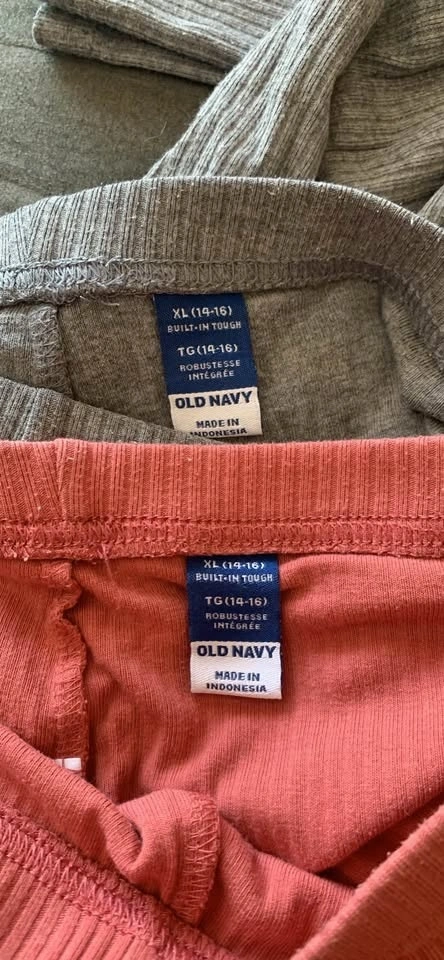 XL (14-16)
BUILT-IN TOUGH
TG (14-16)
ROBUSTESSE
INTÉGRÉE
OLD NAVY
MADE IN
INDONESIA
XL (14-16)
BUILT-IN TOUGH
TG (14-16)
ROBUSTESSE
INTÉGRÉE
OLD NAVY
MADE IN
INDONESIA